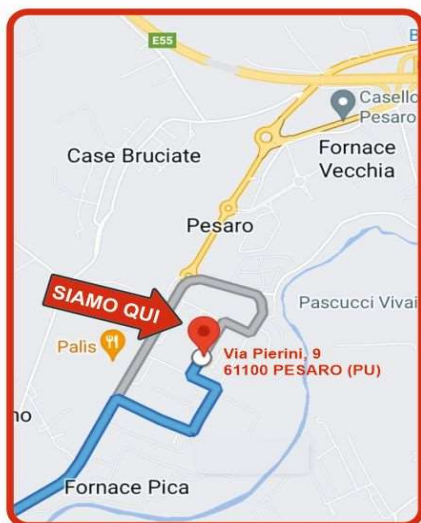 E55
B
Casello
Pesaro
Case Bruciate
Fornace
Vecchia
Pesaro
SIAMO QUI
Pascucci Vivai
Palìs
Via Pierini, 9
61100 PESARO (PU)
no
Fornace Pica